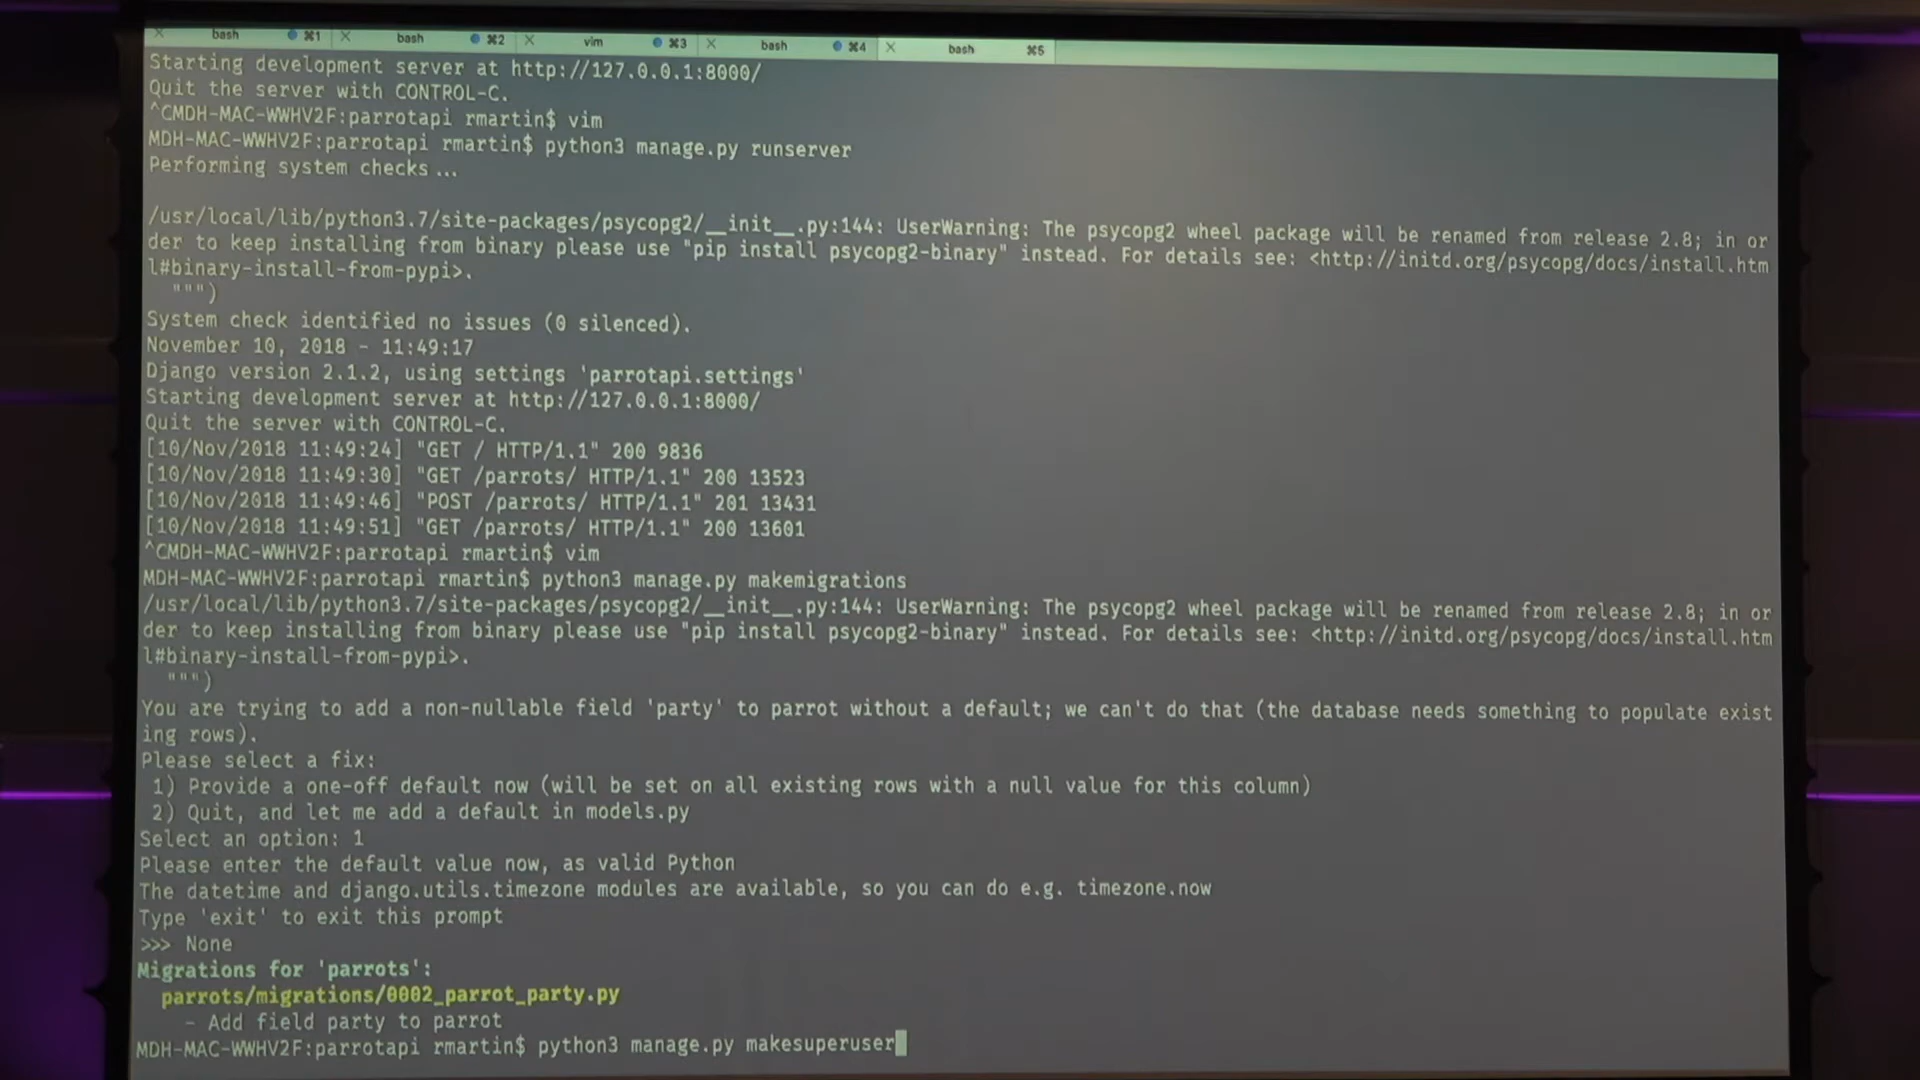 bash ⌘1 bash ⌘2 vim ⌘3 bash ⌘4 bash ⌘5
Starting development server at http://127.0.0.1:8000/
Quit the server with CONTROL-C.
^CMDH-MAC-WWHV2F:parrotapi rmartin$ vim
MDH-MAC-WWHV2F:parrotapi rmartin$ python3 manage.py runserver
Performing system checks...
/usr/local/lib/python3.7/site-packages/psycopg2/__init__.py:144: UserWarning: The psycopg2 wheel package will be renamed from release 2.8; in or
der to keep installing from binary please use "pip install psycopg2-binary" instead. For details see: <http://initd.org/psycopg/docs/install.htm
l#binary-install-from-pypi>.
""")
System check identified no issues (0 silenced).
November 10, 2018 - 11:49:17
Django version 2.1.2, using settings 'parrotapi.settings'
Starting development server at http://127.0.0.1:8000/
Quit the server with CONTROL-C.
[10/Nov/2018 11:49:24] "GET / HTTP/1.1" 200 9836
[10/Nov/2018 11:49:30] "GET /parrots/ HTTP/1.1" 200 13523
[10/Nov/2018 11:49:46] "POST /parrots/ HTTP/1.1" 201 13431
[10/Nov/2018 11:49:51] "GET /parrots/ HTTP/1.1" 200 13601
^CMDH-MAC-WWHV2F:parrotapi rmartin$ vim
MDH-MAC-WWHV2F:parrotapi rmartin$ python3 manage.py makemigrations
/usr/local/lib/python3.7/site-packages/psycopg2/__init__.py:144: UserWarning: The psycopg2 wheel package will be renamed from release 2.8; in or
der to keep installing from binary please use "pip install psycopg2-binary" instead. For details see: <http://initd.org/psycopg/docs/install.htm
l#binary-install-from-pypi>.
""")
You are trying to add a non-nullable field 'party' to parrot without a default; we can't do that (the database needs something to populate exist
ing rows).
Please select a fix:
1) Provide a one-off default now (will be set on all existing rows with a null value for this column)
2) Quit, and let me add a default in models.py
Select an option: 1
Please enter the default value now, as valid Python
The datetime and django.utils.timezone modules are available, so you can do e.g. timezone.now
Type 'exit' to exit this prompt
>>> None
Migrations for 'parrots':
parrots/migrations/0002_parrot_party.py
- Add field party to parrot
MDH-MAC-WWHV2F:parrotapi rmartin$ python3 manage.py makesuperuser